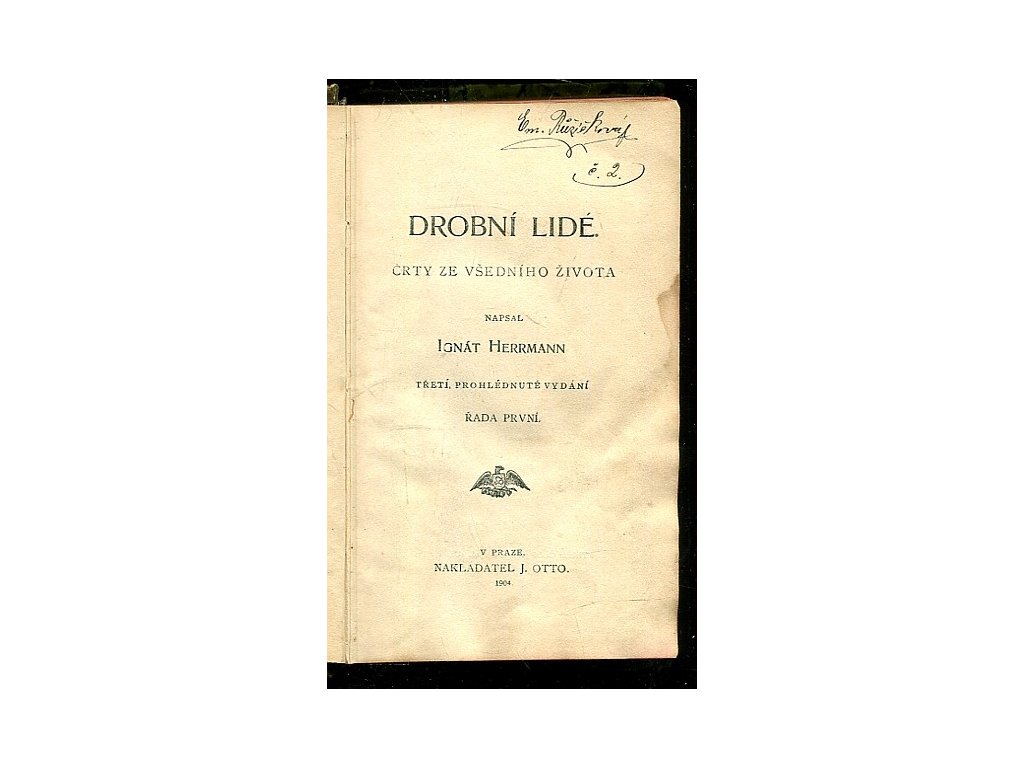 Em. Růžičková
č. 2.
DROBNÍ LIDÉ.
ČRTY ZE VŠEDNÍHO ŽIVOTA
NAPSAL
IGNÁT HERRMANN
TŘETÍ, PROHLÉDNUTÉ VYDÁNÍ
ŘADA PRVNÍ.
V PRAZE.
NAKLADATEL J. OTTO.
1904.